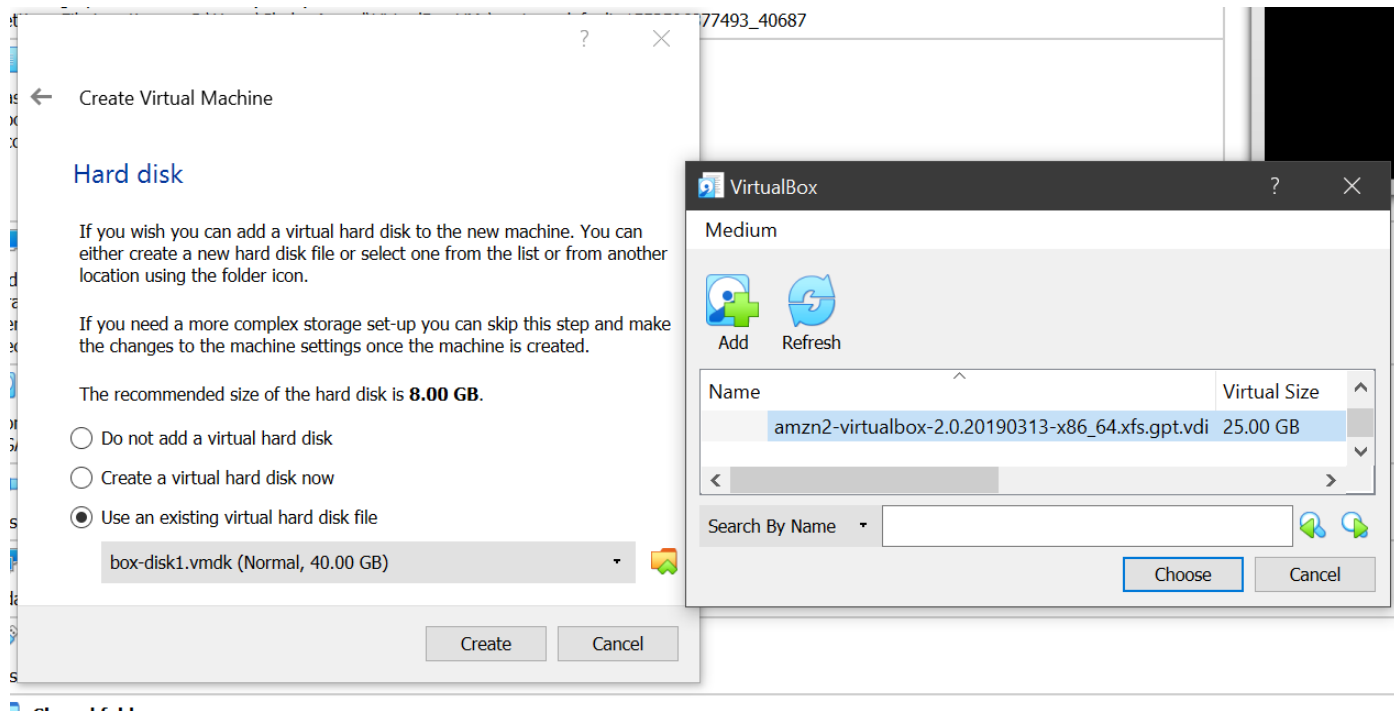 77493_40687
?
Create Virtual Machine
Hard disk
If you wish you can add a virtual hard disk to the new machine. You can
either create a new hard disk file or select one from the list or from another
location using the folder icon.
If you need a more complex storage set-up you can skip this step and make
the changes to the machine settings once the machine is created.
The recommended size of the hard disk is 8.00 GB.
Do not add a virtual hard disk
Create a virtual hard disk now
Use an existing virtual hard disk file
box-disk1.vmdk (Normal, 40.00 GB)
Create Cancel
VirtualBox ?
Medium
Add Refresh
Name Virtual Size
amzn2-virtualbox-2.0.20190313-x86_64.xfs.gpt.vdi 25.00 GB
Search By Name
Choose Cancel